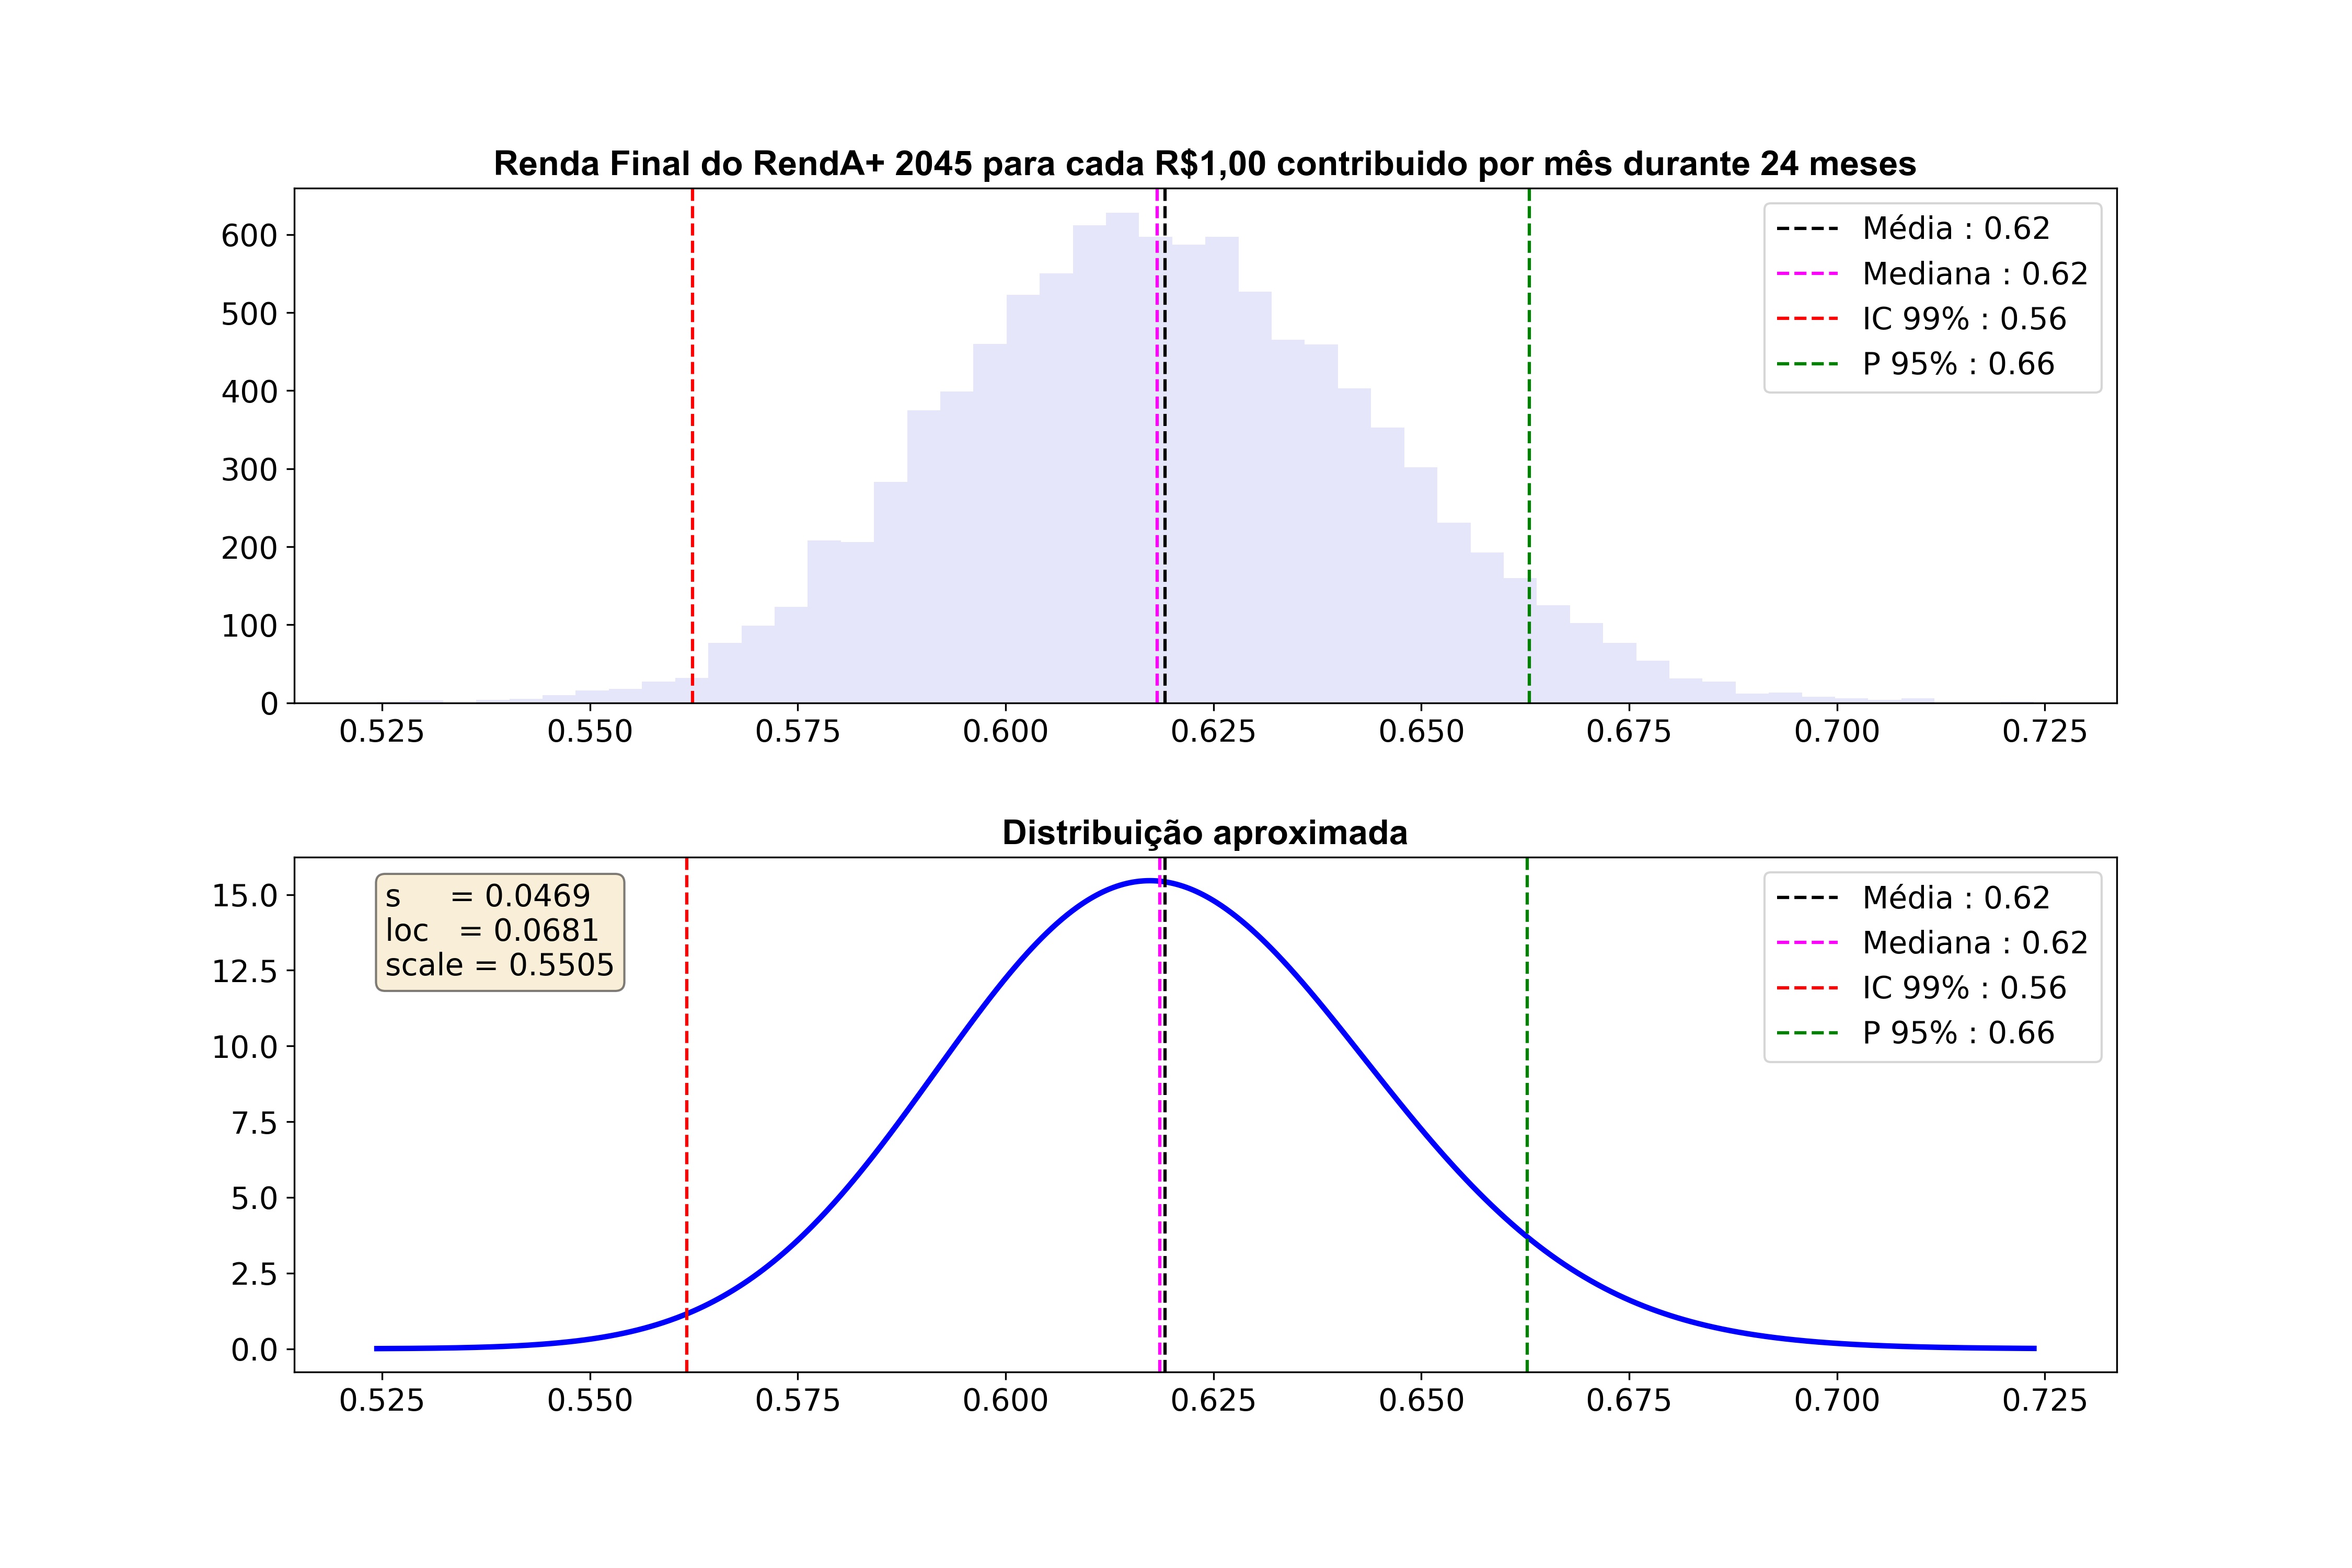 Renda Final do RendA+ 2045 para cada R$1,00 contribuido por mês durante 24 meses
600
500
400
300
200
100
0
Média : 0.62
Mediana : 0.62
IC 99% : 0.56
P 95% : 0.66
0.525 0.550 0.575 0.600 0.625 0.650 0.675 0.700 0.725
Distribuição aproximada
15.0
12.5
10.0
7.5
5.0
2.5
0.0
s = 0.0469
loc = 0.0681
scale = 0.5505
Média : 0.62
Mediana : 0.62
IC 99% : 0.56
P 95% : 0.66
0.525 0.550 0.575 0.600 0.625 0.650 0.675 0.700 0.725